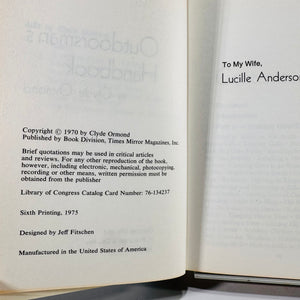 Copyright © 1970 by Clyde Ormond
Published by Book Division, Times Mirror Magazines, Inc.
Brief quotations may be used in critical articles
and reviews. For any other reproduction of the book,
however, including electronic, mechanical, photocopying,
recording or other means, written permission must be
obtained from the publisher
Library of Congress Catalog Card Number: 76-134237
Sixth Printing, 1975
Designed by Jeff Fitschen
Manufactured in the United States of America
To My Wife,
Lucille Anderso